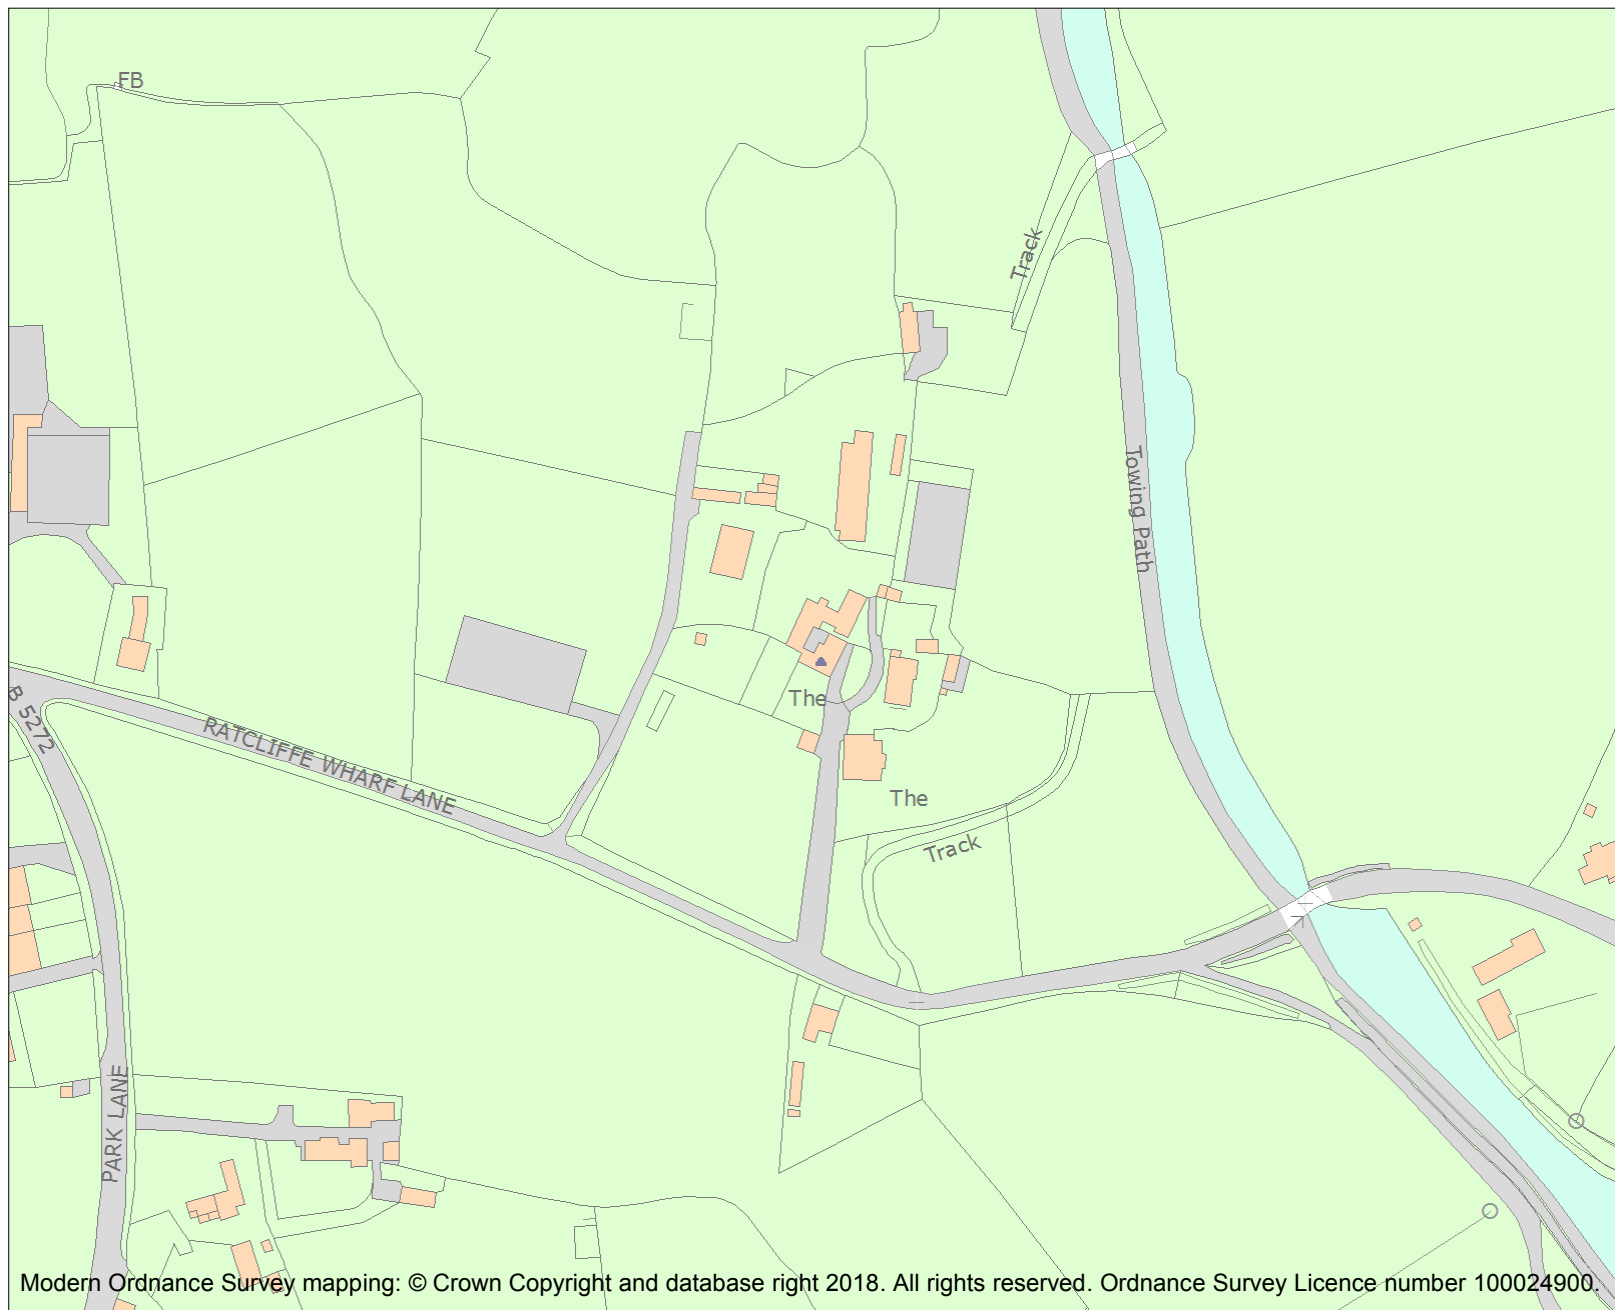 FB
Track
Towing Path
B 5272
RATCLIFFE WHARF LANE
The
The
Track
PARK LANE
Modern Ordnance Survey mapping: © Crown Copyright and database right 2018. All rights reserved. Ordnance Survey Licence number 100024900.